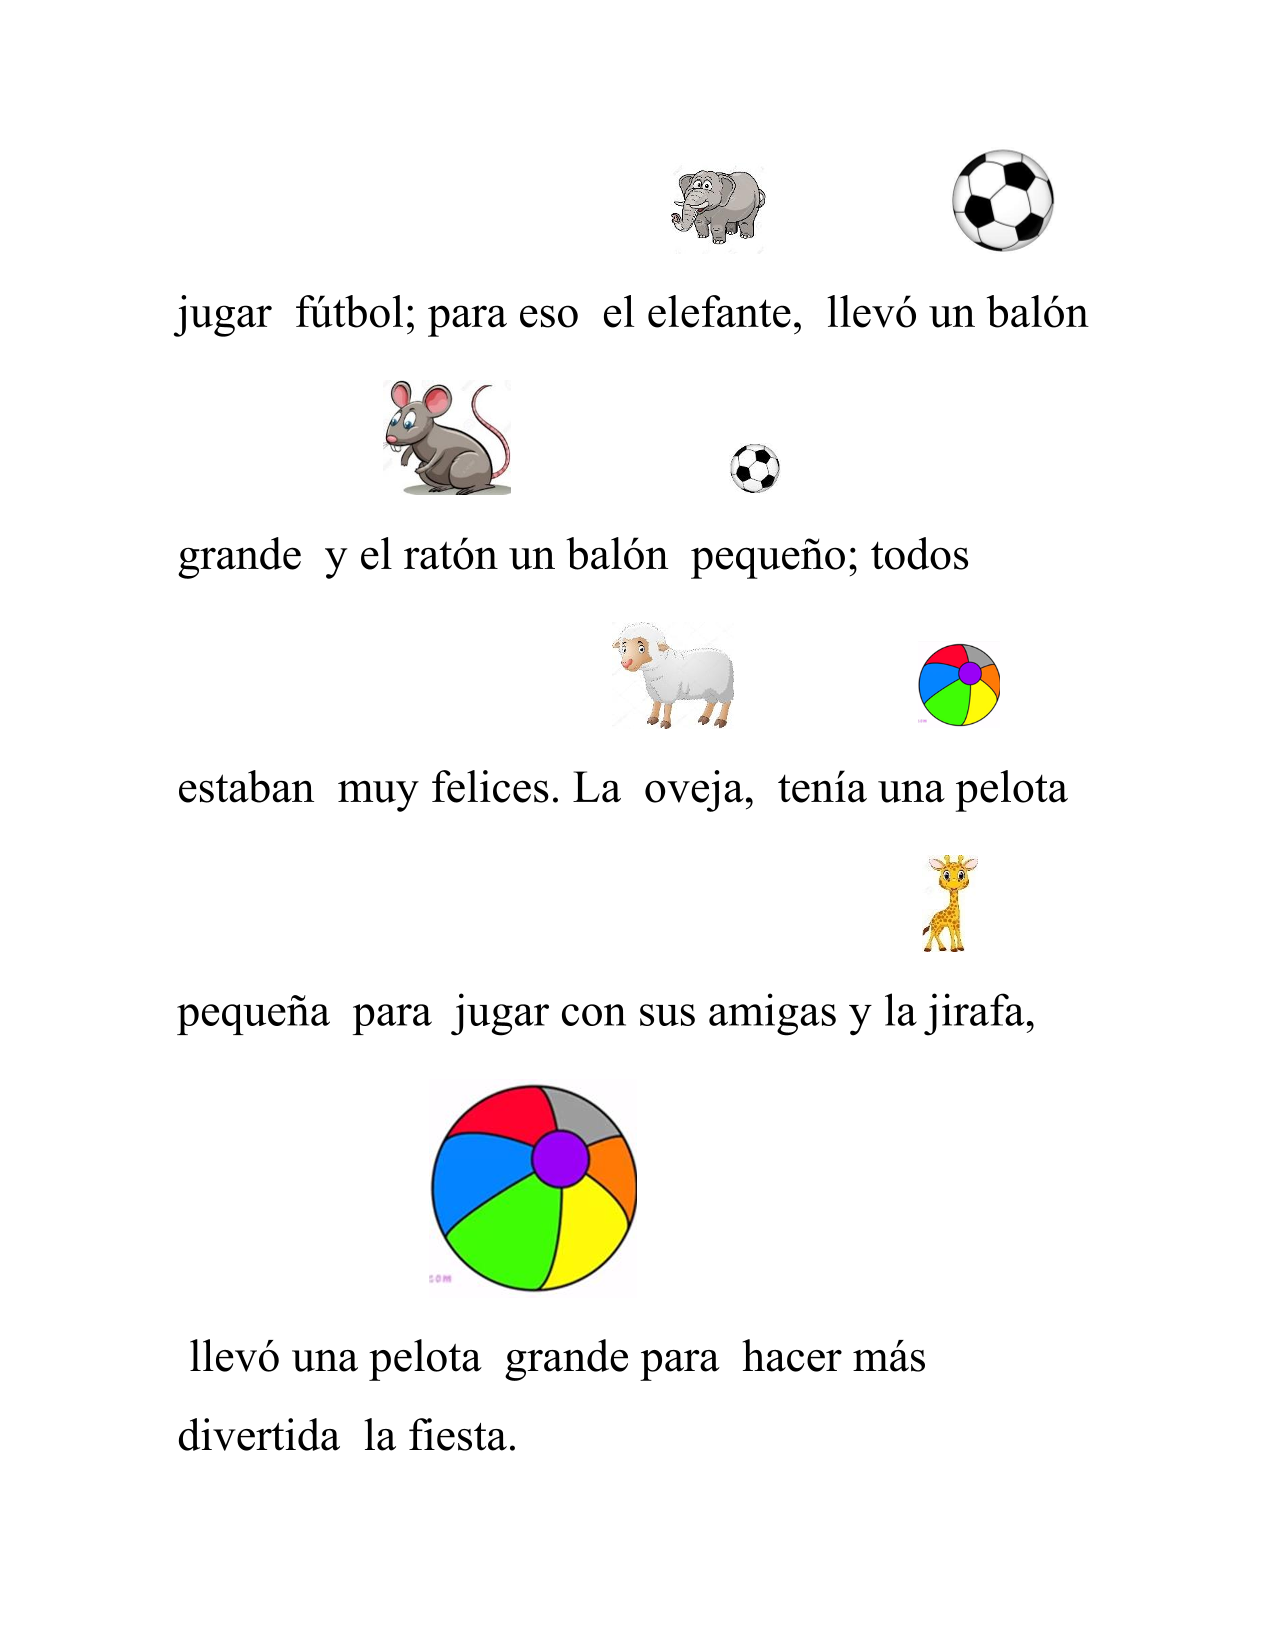 jugar fútbol; para eso el elefante, llevó un balón
grande y el ratón un balón pequeño; todos
estaban muy felices. La oveja, tenía una pelota
pequeña para jugar con sus amigas y la jirafa,
llevó una pelota grande para hacer más
divertida la fiesta.